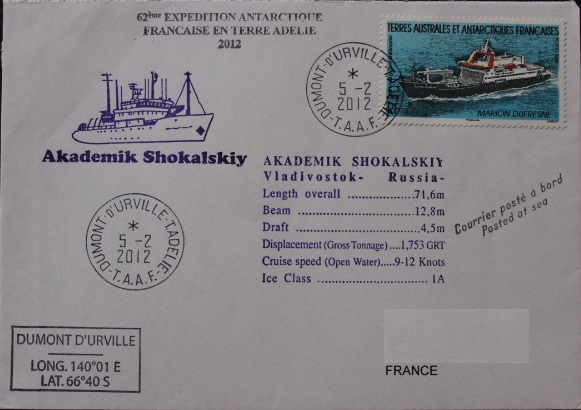 62ème EXPEDITION ANTARCTIQUE
FRANCAISE EN TERRE ADELIE
2012
TERRES AUSTRALES ET ANTARCTIQUES FRANÇAISES
MARION DUFRESNE
DUMONT-D'URVILLE-T.ADELIE
*
5-2
2012
-T.A.A.F.-
Akademik Shokalskiy
AKADEMIK SHOKALSKIY
Vladivostok- Russia-
Length overall ..................71,6m
Beam ..............................12,8m
Draft ................................4,5m
Displacement (Gross Tonnage) ....1,753 GRT
Cruise speed (Open Water)....9-12 Knots
Ice Class ..............................1A
Courrier posté à bord
Posted at sea
DUMONT-D'URVILLE-T.ADELIE-
*
5-2
2012
-T.A.A.F.-
DUMONT D'URVILLE
LONG. 140°01 E
LAT. 66°40 S
FRANCE